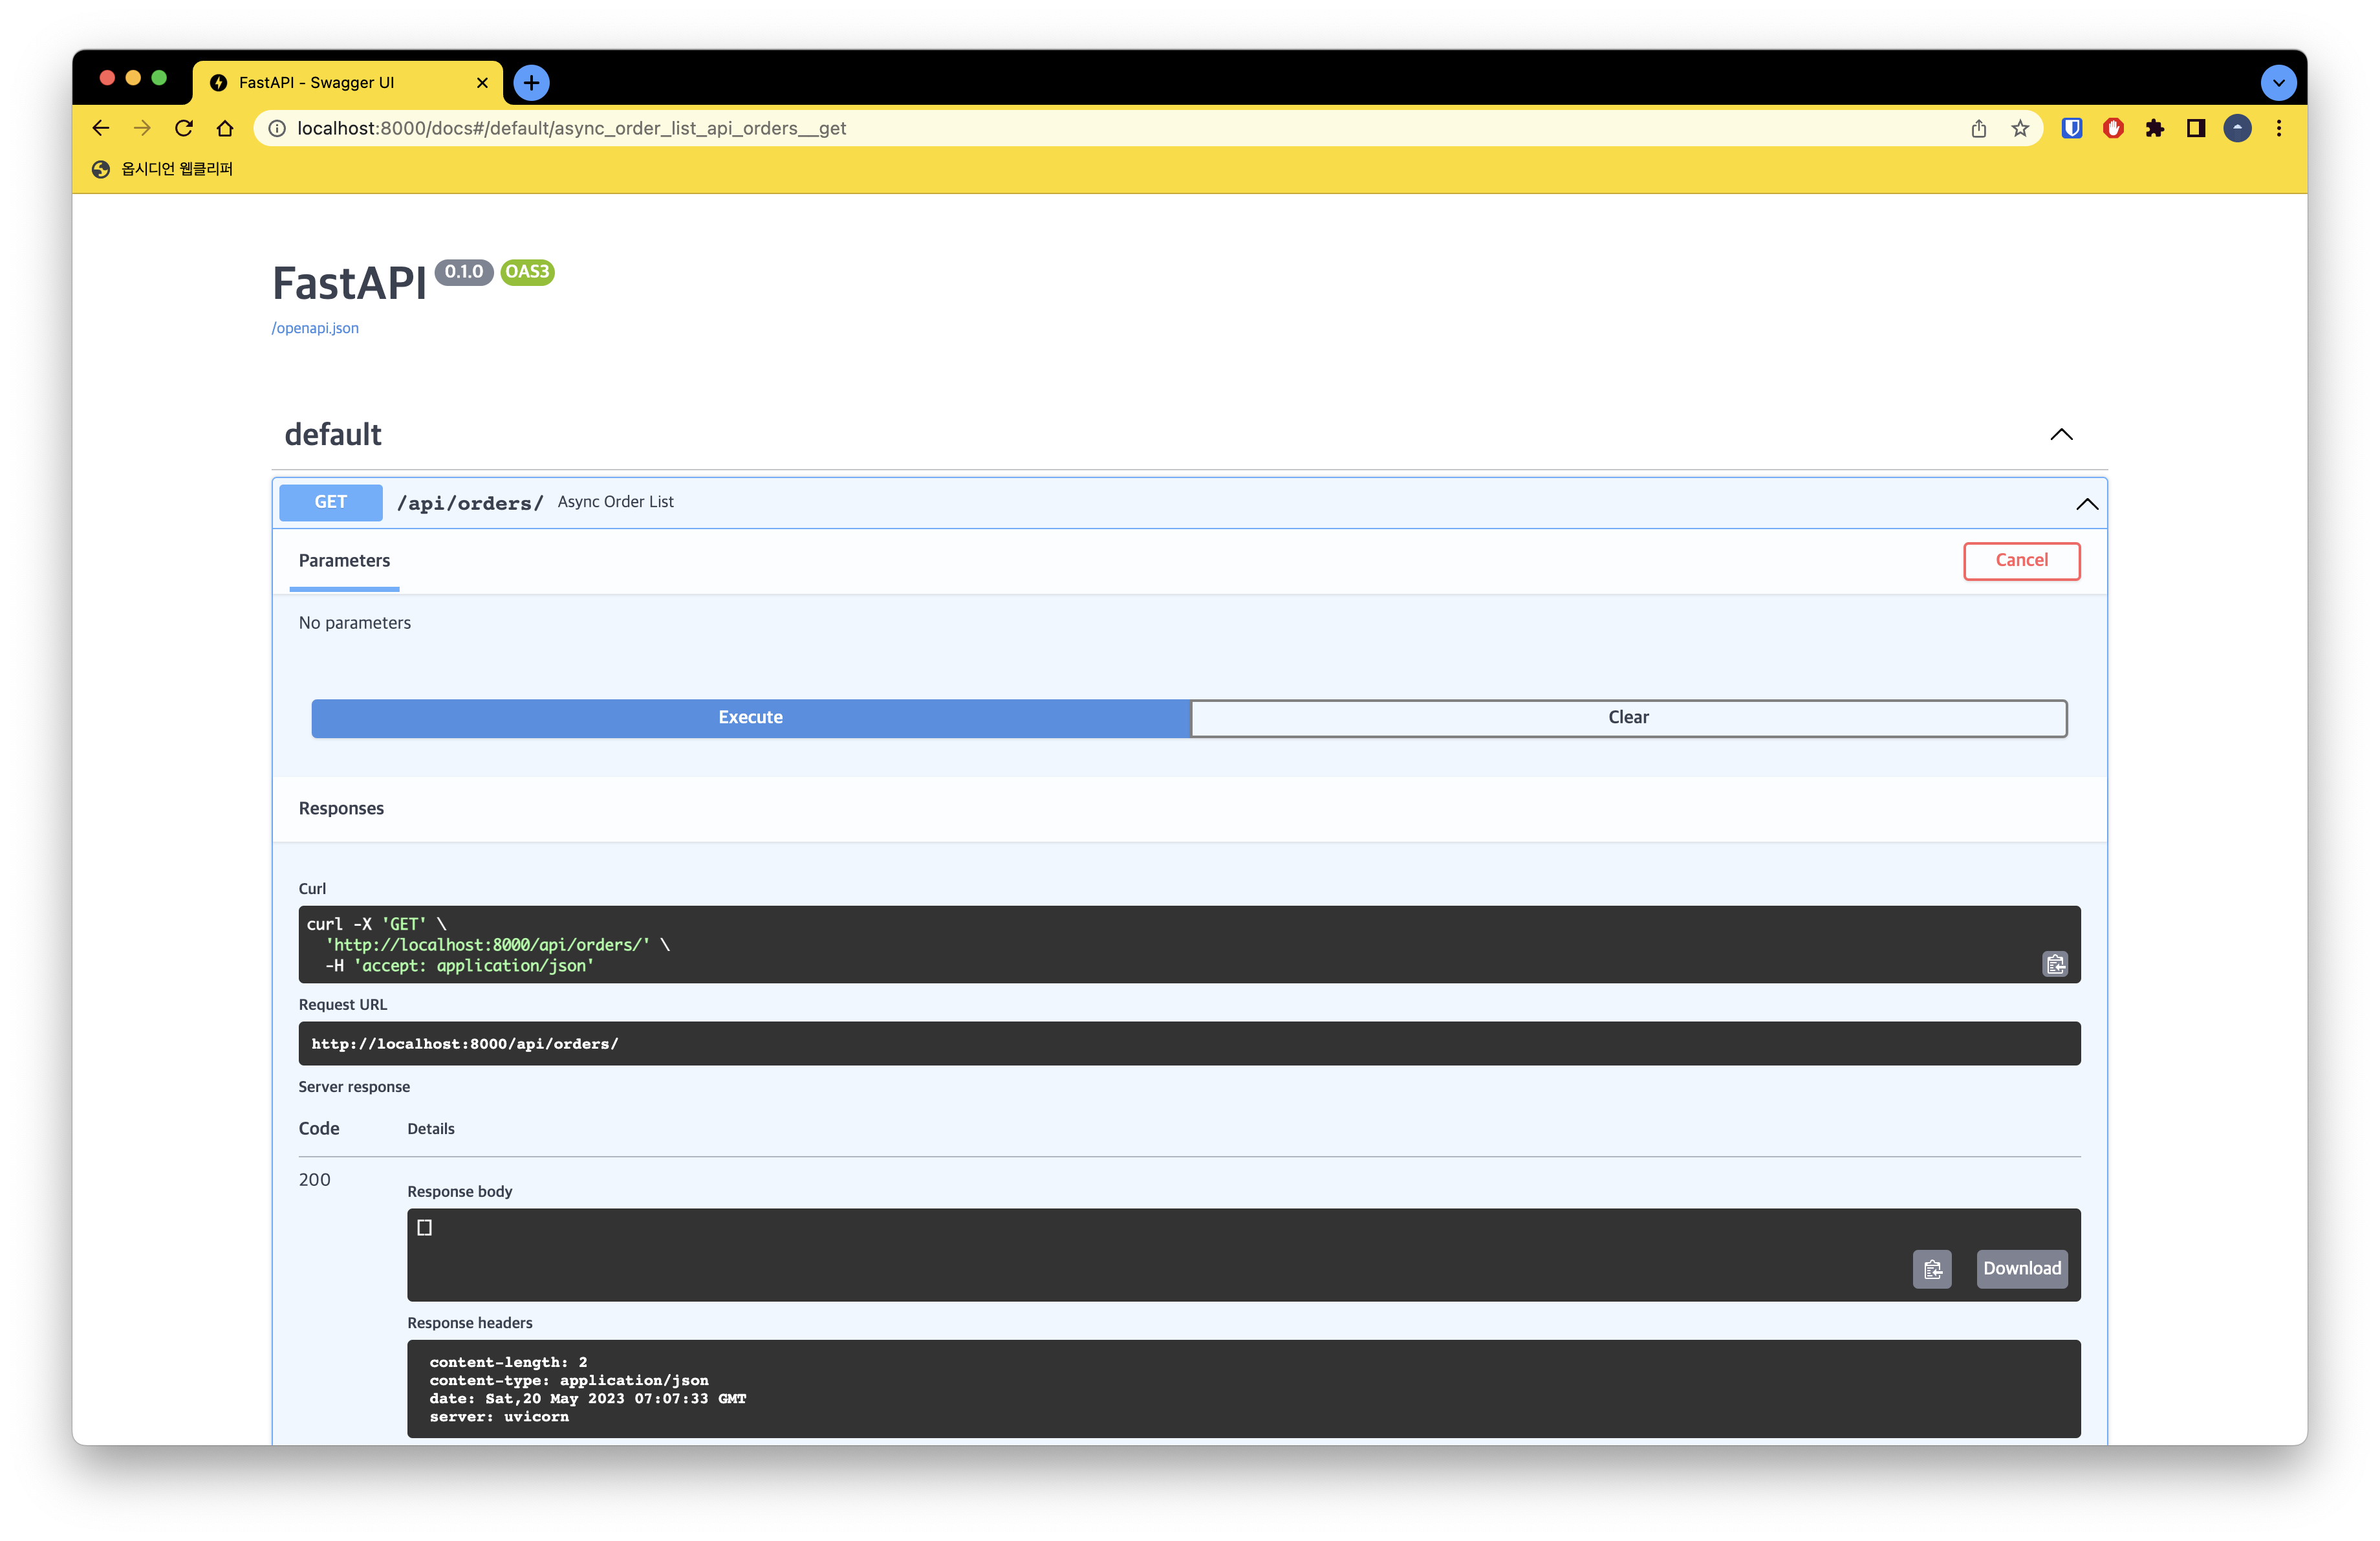 FastAPI - Swagger UI
localhost:8000/docs#/default/async_order_list_api_orders__get
옵시디언 웹클리퍼
FastAPI 0.1.0 OAS3
/openapi.json
default
GET /api/orders/ Async Order List
Parameters
Cancel
No parameters
Execute
Clear
Responses
Curl
curl -X 'GET' \
'http://localhost:8000/api/orders/' \
-H 'accept: application/json'
Request URL
http://localhost:8000/api/orders/
Server response
Code Details
200
Response body
[]
Download
Response headers
content-length: 2
content-type: application/json
date: Sat,20 May 2023 07:07:33 GMT
server: uvicorn